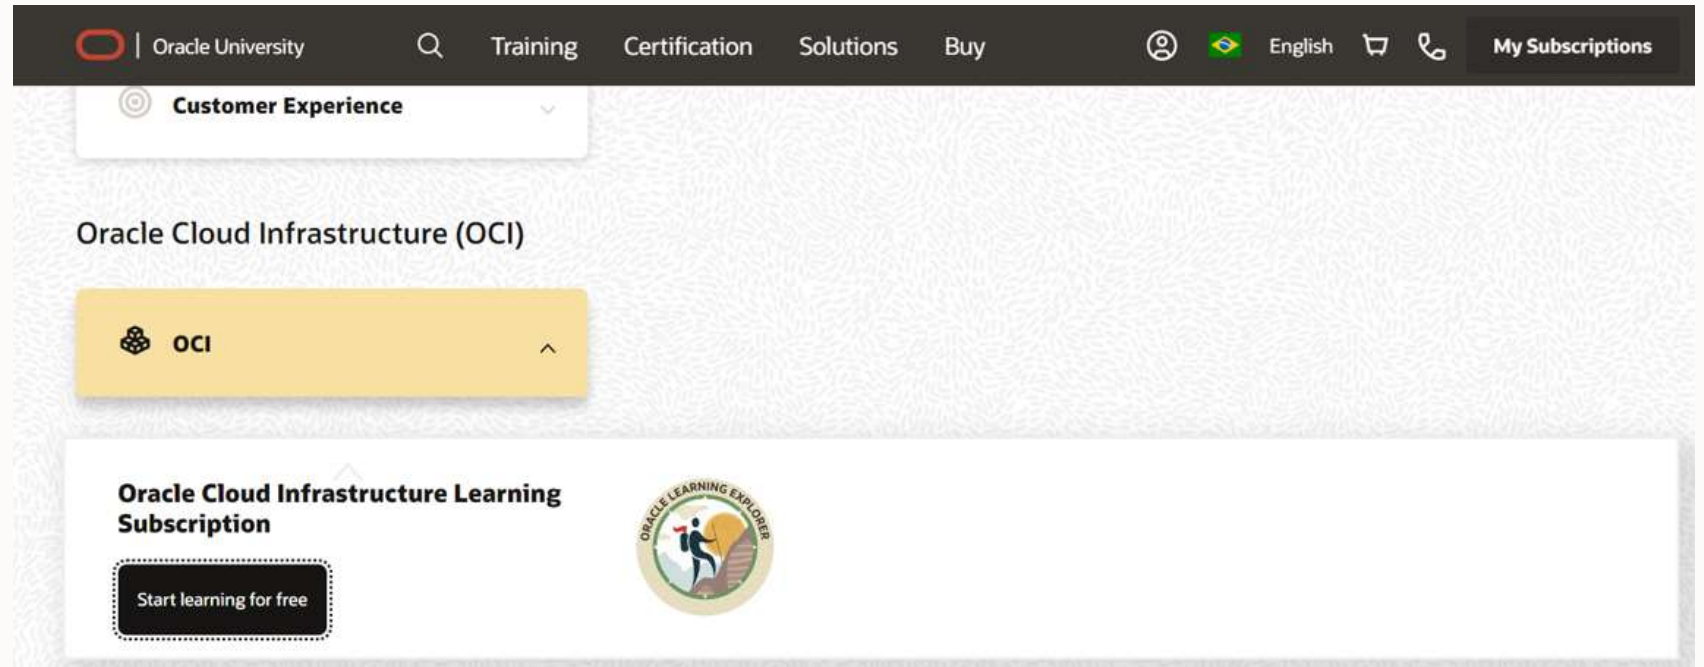 Oracle University
Training
Certification
Solutions
Buy
English
My Subscriptions
Customer Experience
Oracle Cloud Infrastructure (OCI)
OCI
Oracle Cloud Infrastructure Learning
Subscription
Start learning for free
ORACLE LEARNING EXPLORER